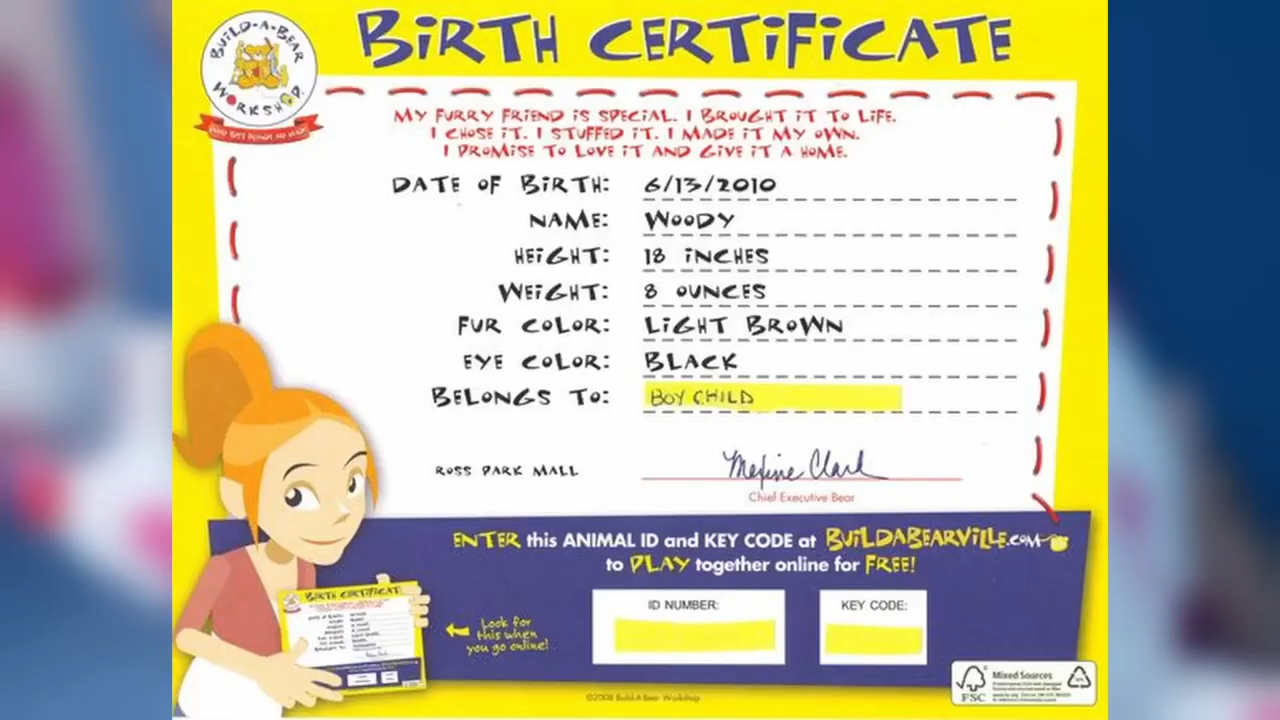 BUILD-A-BEAR
WORKSHOP
BIRTH CERTIFICATE
MY FURRY FRIEND IS SPECIAL. I BROUGHT IT TO LIFE.
I CHOSE IT. I STUFFED IT. I MADE IT MY OWN.
I PROMISE TO LOVE IT AND GIVE IT A HOME.
DATE OF BIRTH: 6/13/2010
NAME: WOODY
HEIGHT: 18 INCHES
WEIGHT: 8 OUNCES
FUR COLOR: LIGHT BROWN
EYE COLOR: BLACK
BELONGS TO: BOY CHILD
ROSS PARK MALL Maxine Clark
Chief Executive Bear
ENTER this ANIMAL ID and KEY CODE at BUILDABEARVILLE.COM
to PLAY together online for FREE!
ID NUMBER: KEY CODE:
Look for
this when
you go online!
BIRTH CERTIFICATE
©2008 Build-A-Bear Workshop
FSC
Mixed Sources